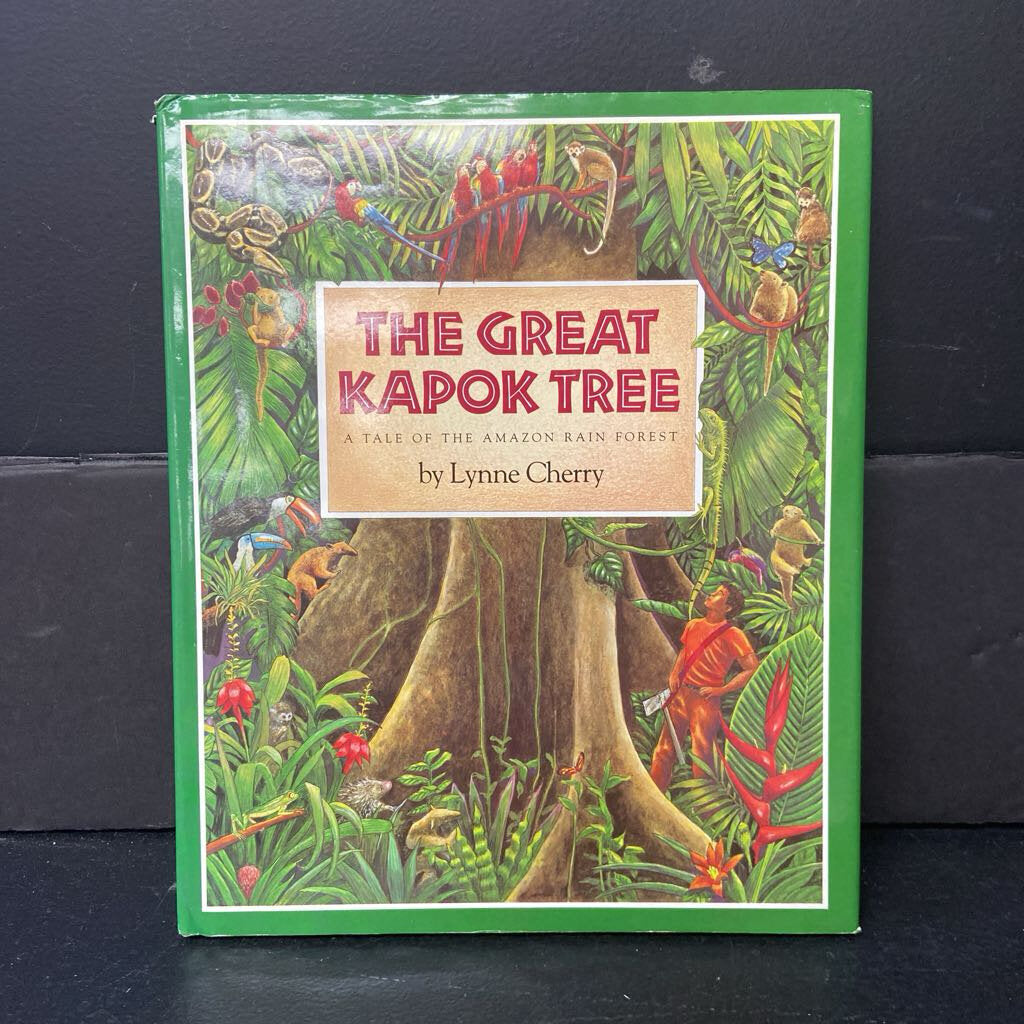 THE GREAT
KAPOK TREE
A TALE OF THE AMAZON RAIN FOREST
by Lynne Cherry